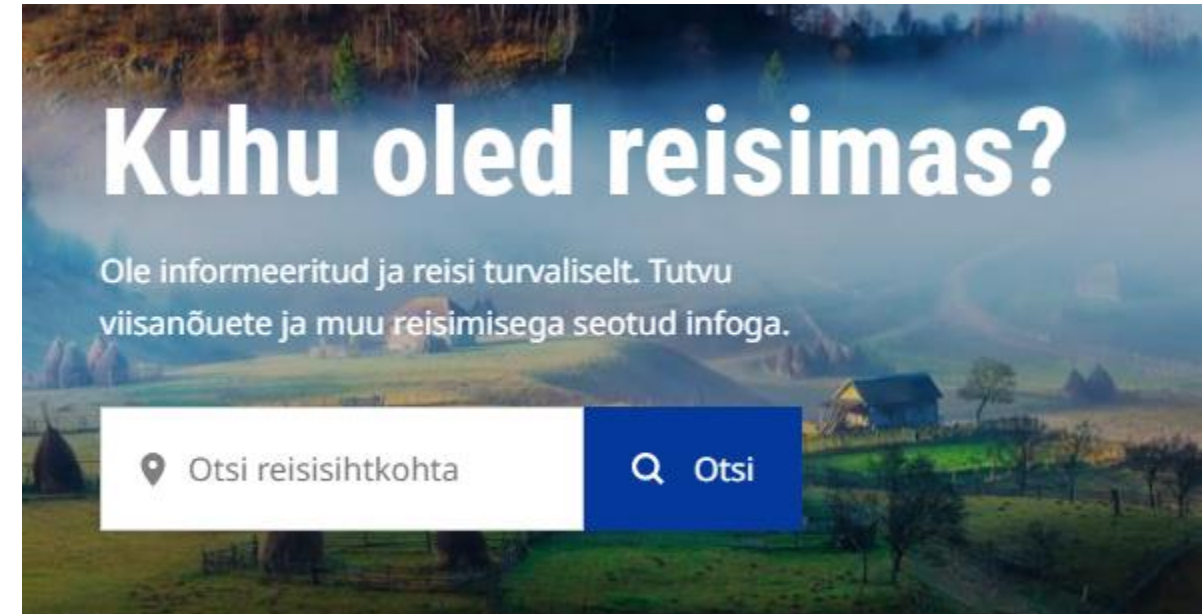 Kuhu oled reisimas?
Ole informeeritud ja reisi turvaliselt. Tutvu
viisanõuete ja muu reisimisega seotud infoga.
Otsi reisisihtkohta
Otsi